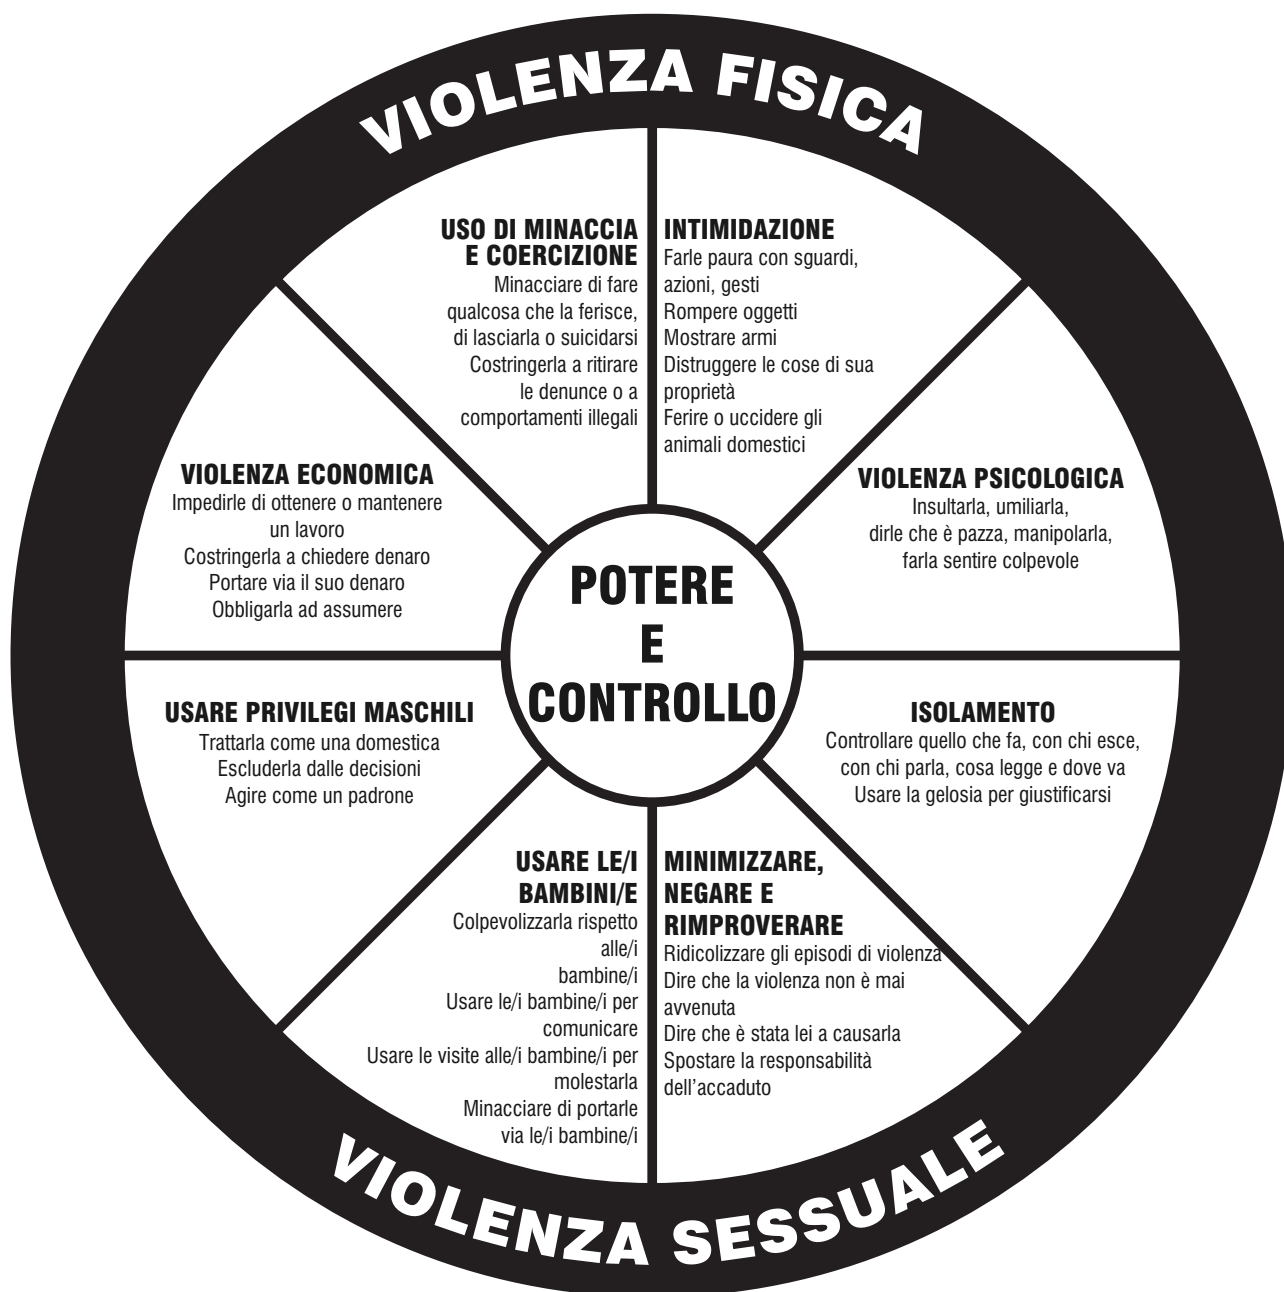 VIOLENZA FISICA
USO DI MINACCIA
E COERCIZIONE
Minacciare di fare
qualcosa che la ferisce,
di lasciarla o suicidarsi
Costringerla a ritirare
le denunce o a
comportamenti illegali
INTIMIDAZIONE
Farle paura con sguardi,
azioni, gesti
Rompere oggetti
Mostrare armi
Distruggere le cose di sua
proprietà
Ferire o uccidere gli
animali domestici
VIOLENZA ECONOMICA
Impedirle di ottenere o mantenere
un lavoro
Costringerla a chiedere denaro
Portare via il suo denaro
Obbligarla ad assumere
VIOLENZA PSICOLOGICA
Insultarla, umiliarla,
dirle che è pazza, manipolarla,
farla sentire colpevole
POTERE
E
CONTROLLO
USARE PRIVILEGI MASCHILI
Trattarla come una domestica
Escluderla dalle decisioni
Agire come un padrone
ISOLAMENTO
Controllare quello che fa, con chi esce,
con chi parla, cosa legge e dove va
Usare la gelosia per giustificarsi
USARE LE/I
BAMBINI/E
Colpevolizzarla rispetto
alle/i
bambine/i
Usare le/i bambine/i per
comunicare
Usare le visite alle/i bambine/i per
molestarla
Minacciare di portarle
via le/i bambine/i
MINIMIZZARE,
NEGARE E
RIMPROVERARE
Ridicolizzare gli episodi di violenza
Dire che la violenza non è mai
avvenuta
Dire che è stata lei a causarla
Spostare la responsabilità
dell'accaduto
VIOLENZA SESSUALE